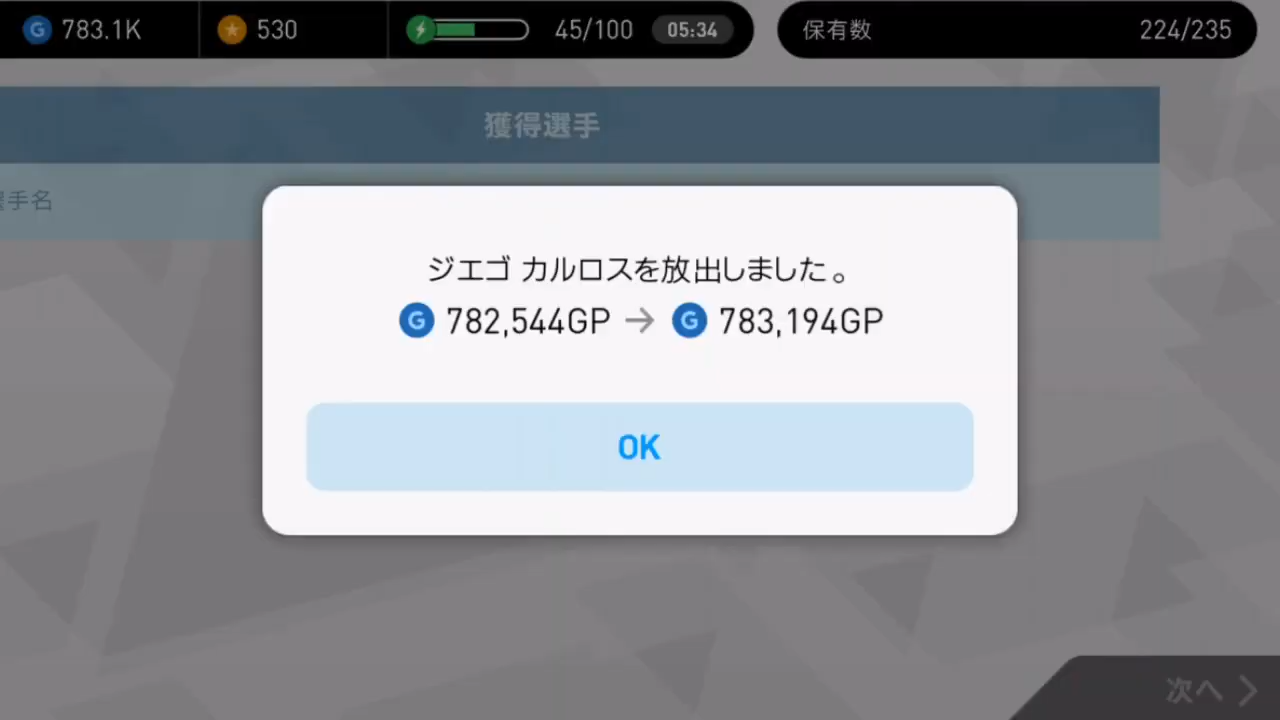 G 783.1K 530 45/100 05:34 保有数 224/235
獲得選手
選手名
ジエゴ カルロスを放出しました。
G 782,544GP → G 783,194GP
OK
次へ >